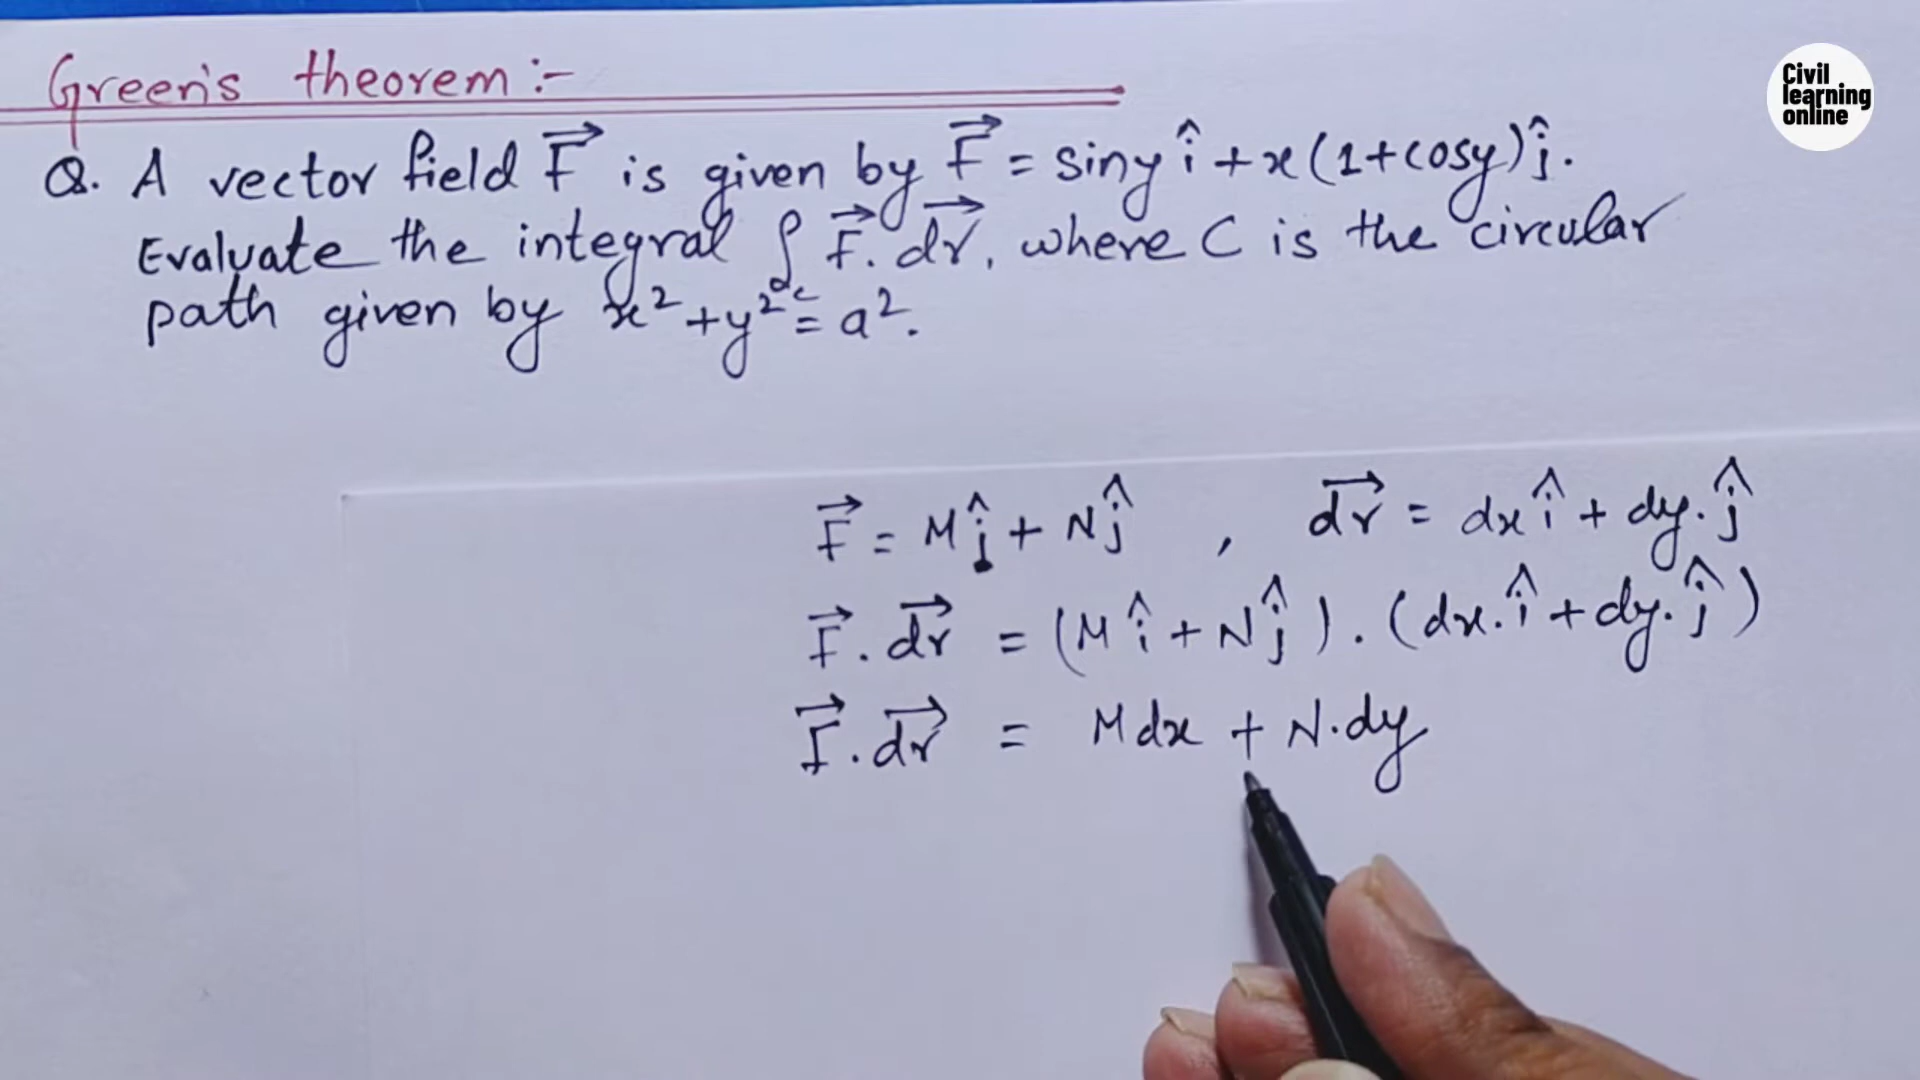 Green's theorem :-
Civil
learning
online
Q. A vector field F⃗ is given by F⃗ = siny î + x(1+cosy) ĵ.
Evaluate the integral ∫c F⃗. dr⃗, where C is the circular
path given by x² + y² = a².
F⃗ = M ĵ + N ĵ , dr⃗ = dx î + dy. ĵ
F⃗. dr⃗ = (M î + N ĵ). (dx. î + dy. ĵ)
F⃗. dr⃗ = Mdx + N.dy